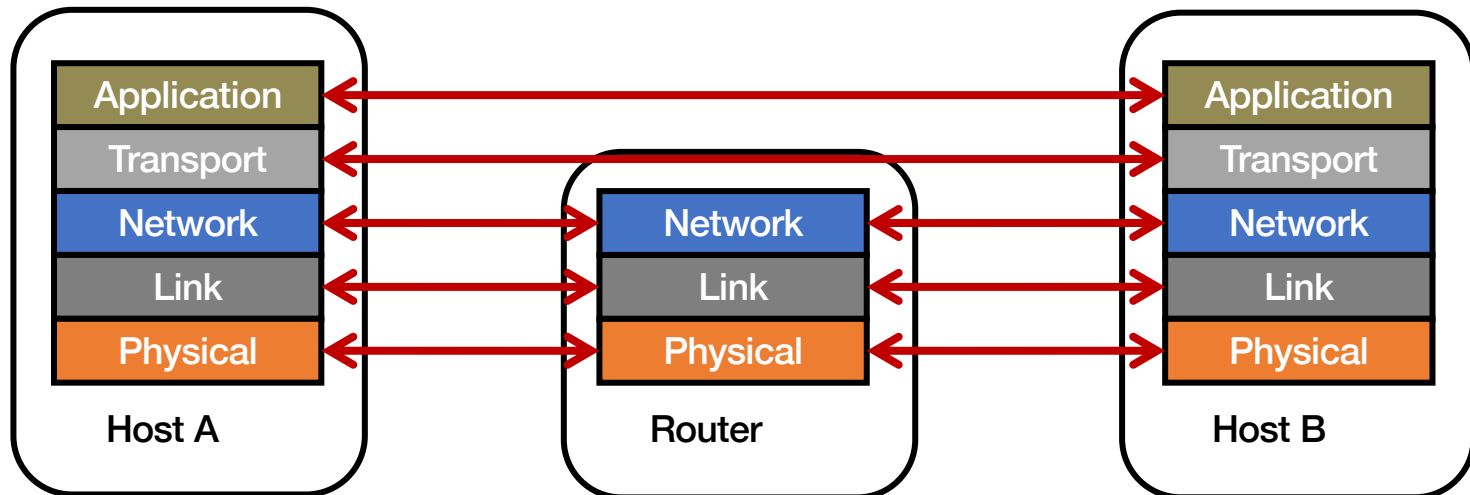 Application
Transport
Network
Link
Physical
Host A
Network
Link
Physical
Router
Application
Transport
Network
Link
Physical
Host B